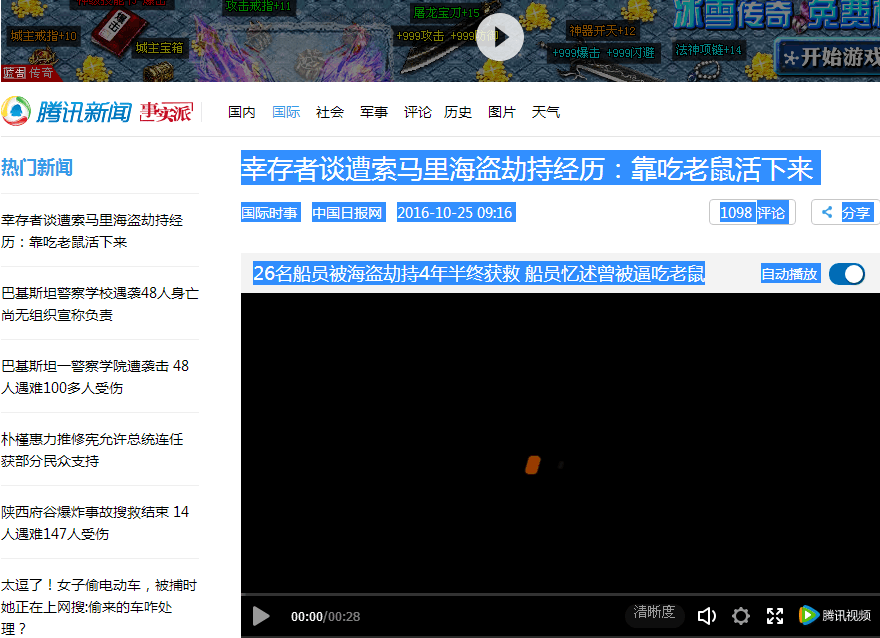 攻击戒指+11
屠龙宝刀+15
冰雪传奇 免费
城主戒指+10
爆击
城主宝箱
+999攻击 +999防御
神器开天+12
+999爆击 +999闪避
法神项链+14
开始游戏
蓝月传奇
腾讯新闻 事实派
国内 国际 社会 军事 评论 历史 图片 天气
热门新闻
幸存者谈遭索马里海盗劫持经
历：靠吃老鼠活下来
巴基斯坦警察学校遇袭48人身亡
尚无组织宣称负责
巴基斯坦一警察学院遭袭击 48
人遇难100多人受伤
朴槿惠力推修宪允许总统连任
获部分民众支持
陕西府谷爆炸事故搜救结束 14
人遇难147人受伤
太逗了！女子偷电动车，被捕时
她正在上网搜:偷来的车咋处
理？
幸存者谈遭索马里海盗劫持经历：靠吃老鼠活下来
国际时事 中国日报网 2016-10-25 09:16 1098 评论 分享
26名船员被海盗劫持4年半终获救 船员忆述曾被逼吃老鼠 自动播放
00:00/00:28 清晰度 腾讯视频